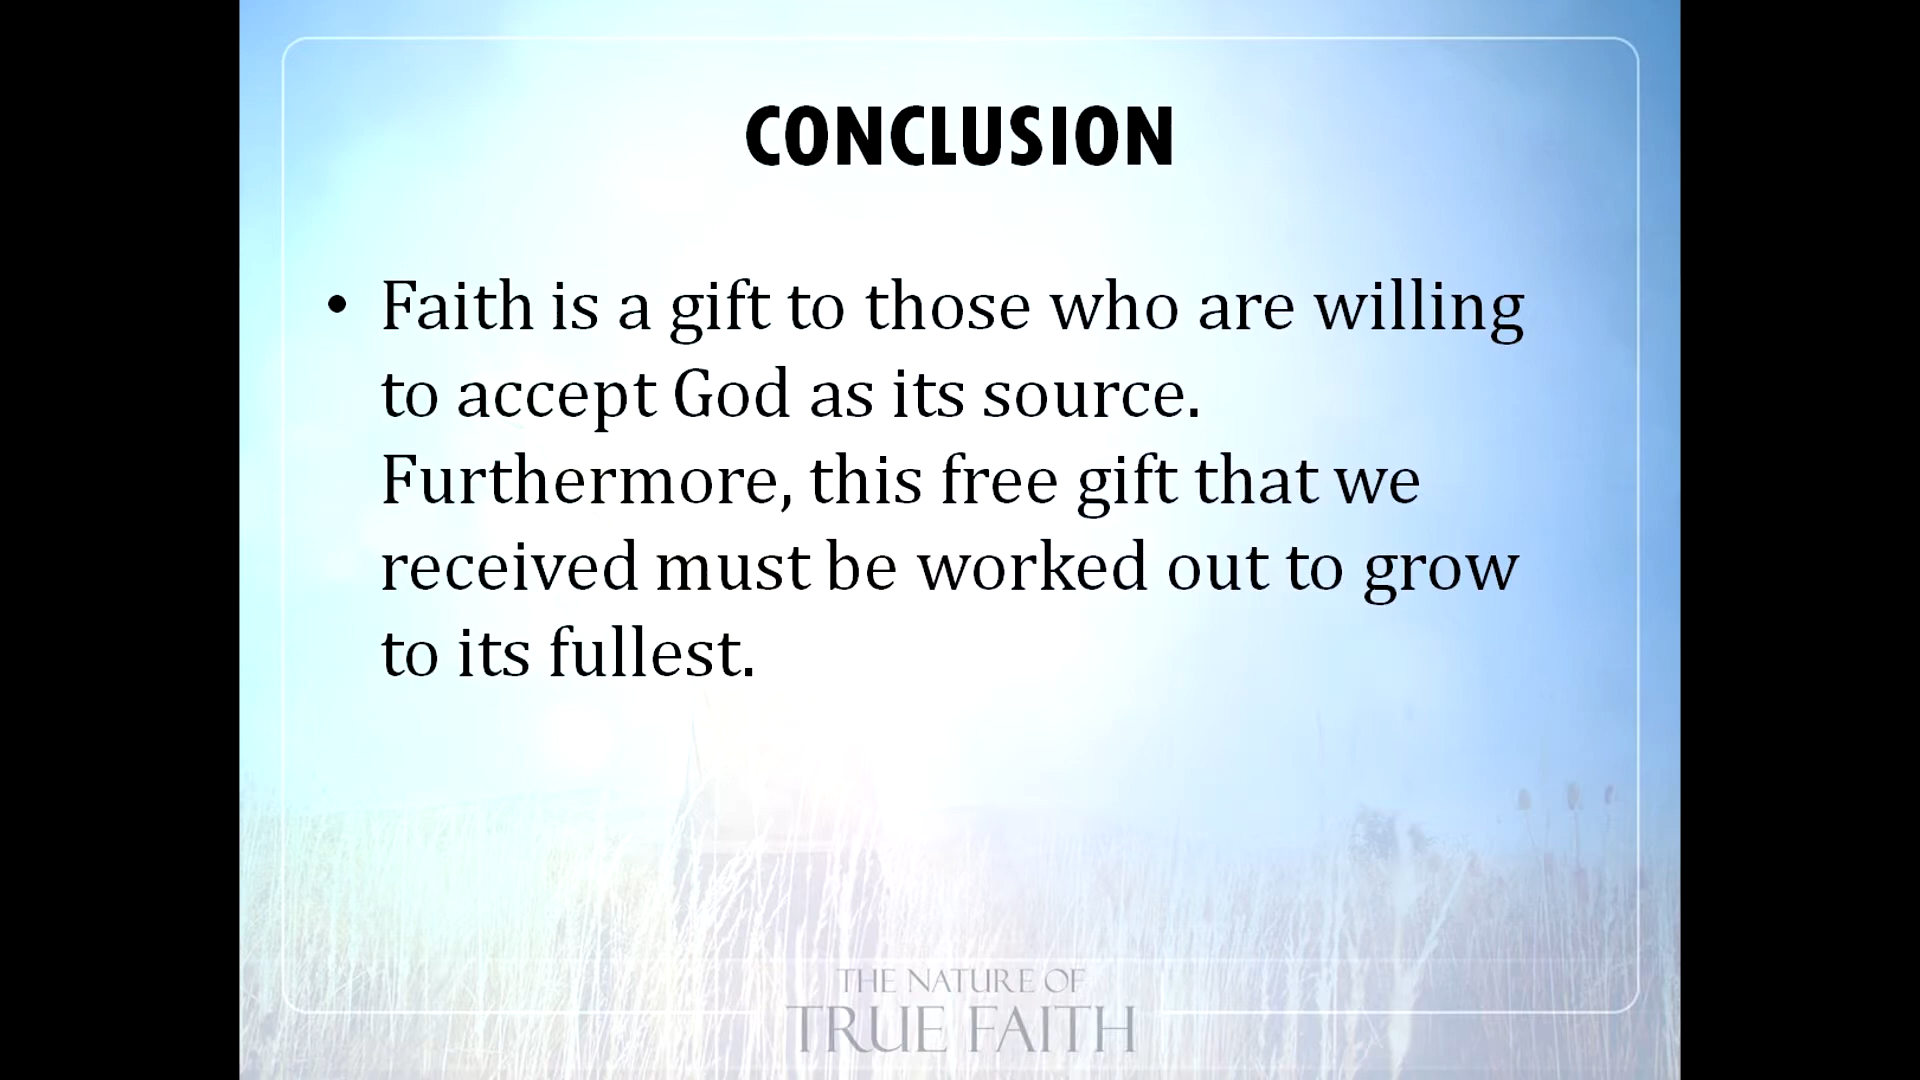 CONCLUSION
• Faith is a gift to those who are willing
to accept God as its source.
Furthermore, this free gift that we
received must be worked out to grow
to its fullest.
THE NATURE OF
TRUE FAITH